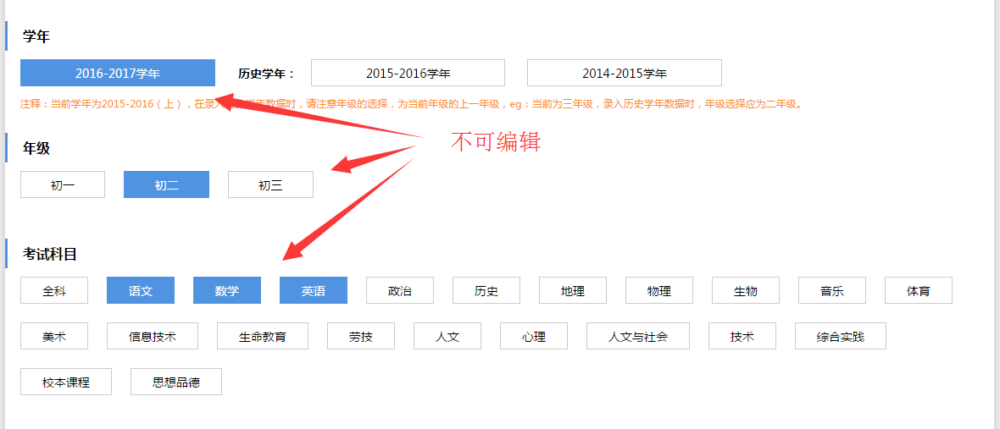 学年
2016-2017学年 历史学年： 2015-2016学年 2014-2015学年
注释：当前学年为2015-2016（上），在录入 学年数据时，请注意年级的选择，为当前年级的上一年级，eg：当前为三年级，录入历史学年数据时，年级选择应为二年级。
不可编辑
年级
初一 初二 初三
考试科目
全科 语文 数学 英语 政治 历史 地理 物理 生物 音乐 体育
美术 信息技术 生命教育 劳技 人文 心理 人文与社会 技术 综合实践
校本课程 思想品德